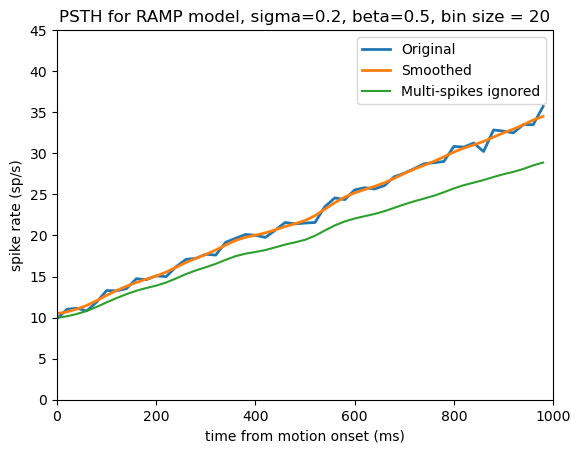 PSTH for RAMP model, sigma=0.2, beta=0.5, bin size = 20
Original
Smoothed
Multi-spikes ignored
spike rate (sp/s)
45
40
35
30
25
20
15
10
5
0
0 200 400 600 800 1000
time from motion onset (ms)